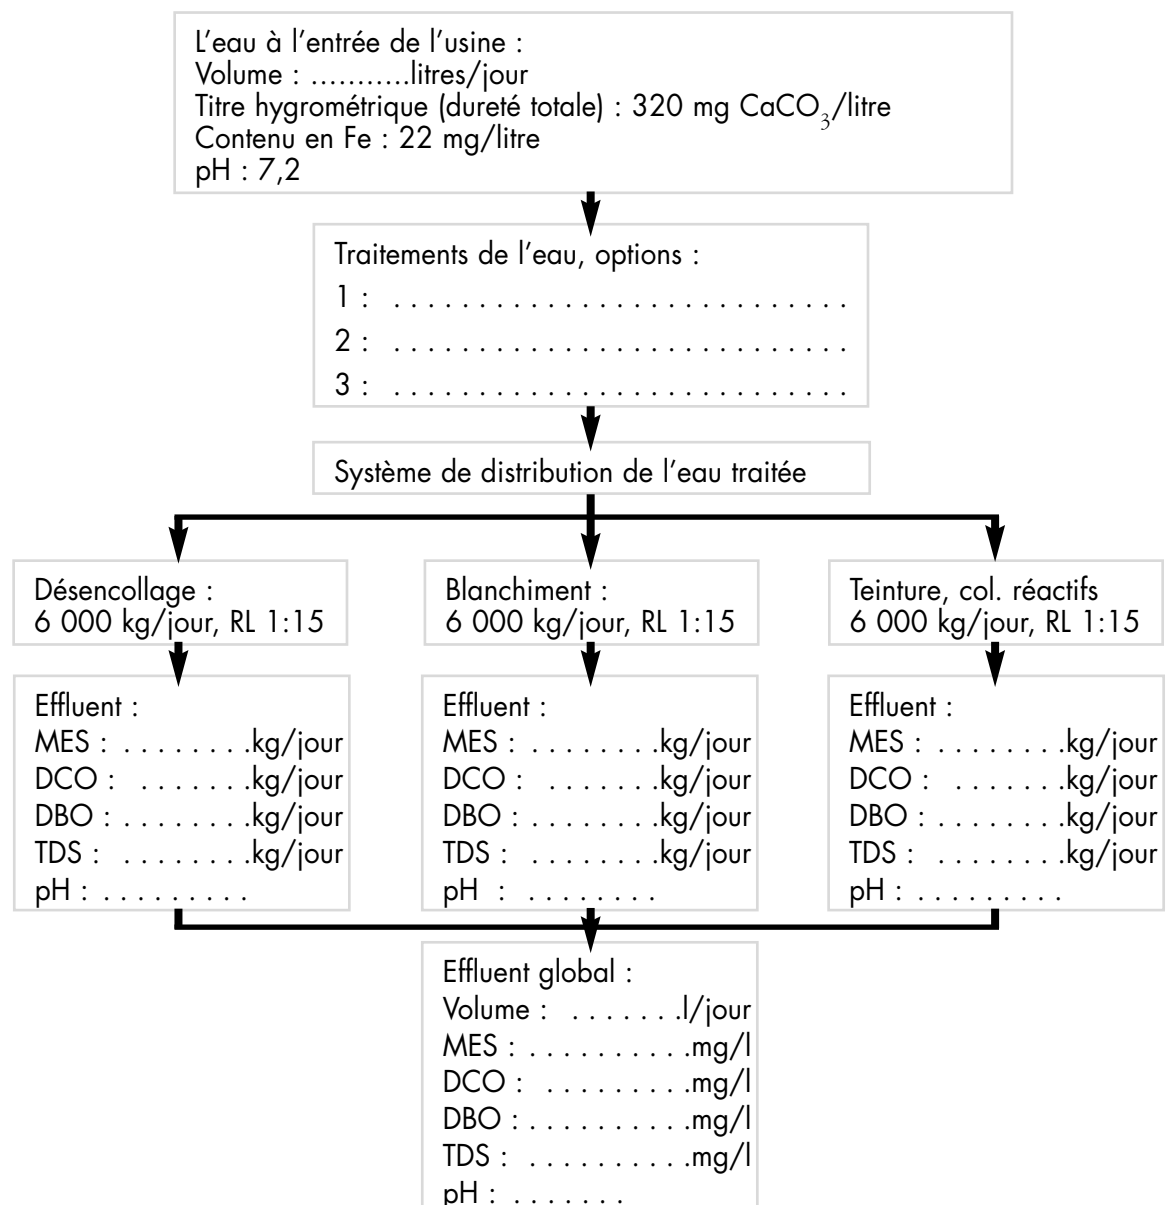 L'eau à l'entrée de l'usine :
Volume : ...........litres/jour
Titre hygrométrique (dureté totale) : 320 mg CaCO₃/litre
Contenu en Fe : 22 mg/litre
pH : 7,2
Traitements de l'eau, options :
1 : . . . . . . . . . . . . . . . . . . . . . . . . . . .
2 : . . . . . . . . . . . . . . . . . . . . . . . . . . .
3 : . . . . . . . . . . . . . . . . . . . . . . . . . . .
Système de distribution de l'eau traitée
Désencollage :
6 000 kg/jour, RL 1:15
Blanchiment :
6 000 kg/jour, RL 1:15
Teinture, col. réactifs
6 000 kg/jour, RL 1:15
Effluent :
MES : . . . . . . . .kg/jour
DCO : . . . . . . .kg/jour
DBO : . . . . . . . .kg/jour
TDS : . . . . . . . .kg/jour
pH : . . . . . . . . .
Effluent :
MES : . . . . . . . .kg/jour
DCO : . . . . . . .kg/jour
DBO : . . . . . . . .kg/jour
TDS : . . . . . . . .kg/jour
pH : . . . . . . . .
Effluent :
MES : . . . . . . . .kg/jour
DCO : . . . . . . .kg/jour
DBO : . . . . . . . .kg/jour
TDS : . . . . . . . .kg/jour
pH : . . . . . . . . .
Effluent global :
Volume : . . . . . . .l/jour
MES : . . . . . . . . . .mg/l
DCO : . . . . . . . . .mg/l
DBO : . . . . . . . . . .mg/l
TDS : . . . . . . . . . .mg/l
pH : . . . . . . .